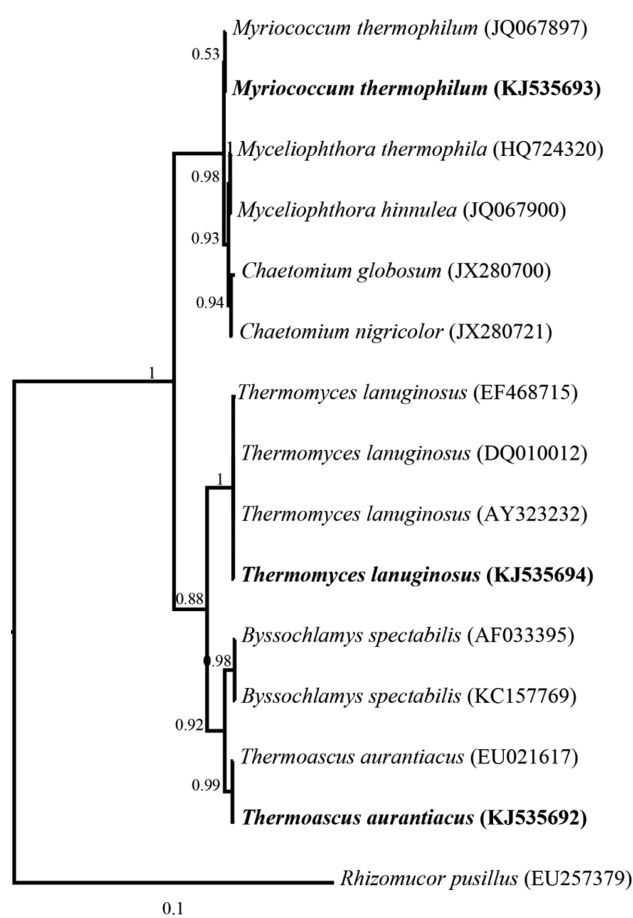 Myriococcum thermophilum (JQ067897)
0.53
Myriococcum thermophilum (KJ535693)
1
Myceliophthora thermophila (HQ724320)
0.98
Myceliophthora hinnulea (JQ067900)
0.93
Chaetomium globosum (JX280700)
0.94
Chaetomium nigricolor (JX280721)
1
Thermomyces lanuginosus (EF468715)
Thermomyces lanuginosus (DQ010012)
1
Thermomyces lanuginosus (AY323232)
Thermomyces lanuginosus (KJ535694)
0.88
Byssochlamys spectabilis (AF033395)
0.98
Byssochlamys spectabilis (KC157769)
0.92
Thermoascus aurantiacus (EU021617)
0.99
Thermoascus aurantiacus (KJ535692)
Rhizomucor pusillus (EU257379)
0.1